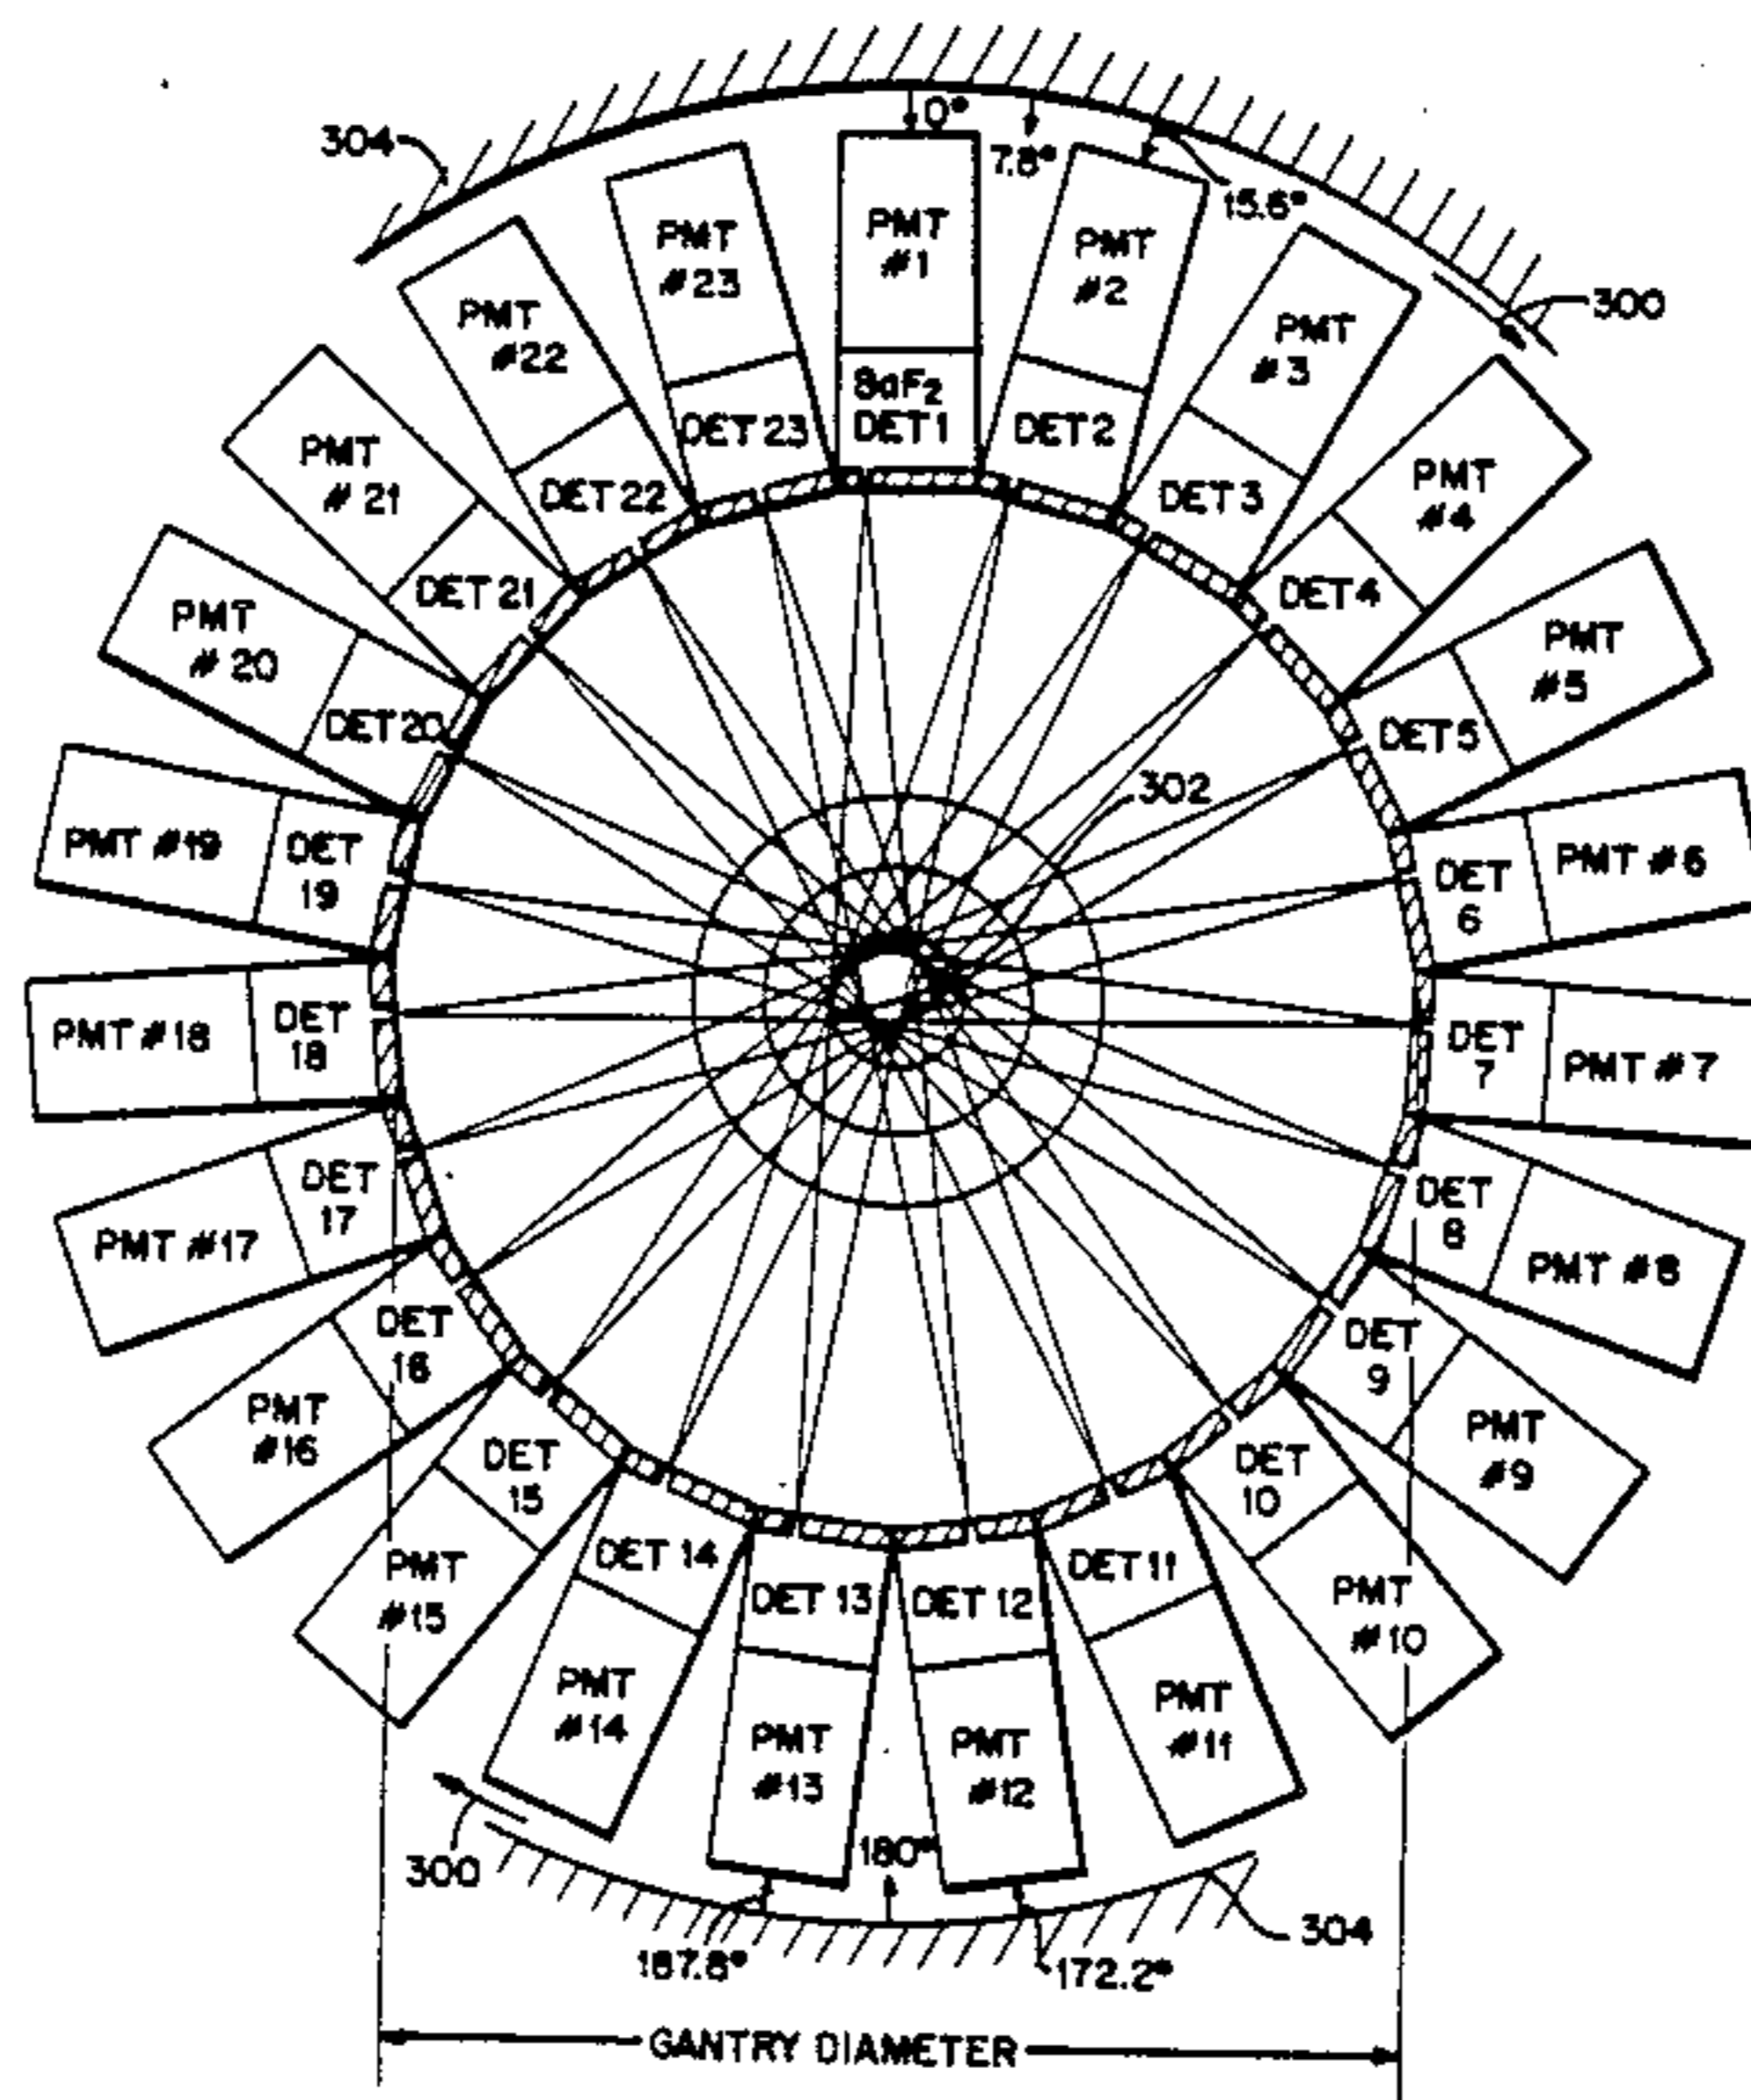 304
0°
7.8°
15.6°
300
PMT
#1
BaF2
DET 1
PMT
#2
DET 2
PMT
#3
DET 3
PMT
#4
DET 4
PMT
#5
DET 5
PMT #6
DET
6
PMT #7
DET
7
PMT #8
DET
8
PMT
#9
DET
9
PMT
#10
DET
10
PMT
#11
DET 11
PMT
#12
DET 12
PMT
#13
DET 13
PMT
#14
DET 14
PMT
#15
DET
15
PMT
#16
DET
16
PMT #17
DET
17
PMT #18
DET
18
PMT #19
DET
19
PMT
#20
DET 20
PMT
#21
DET 21
PMT
#22
DET 22
PMT
#23
DET 23
302
300
180°
304
187.8°
172.2°
GANTRY DIAMETER